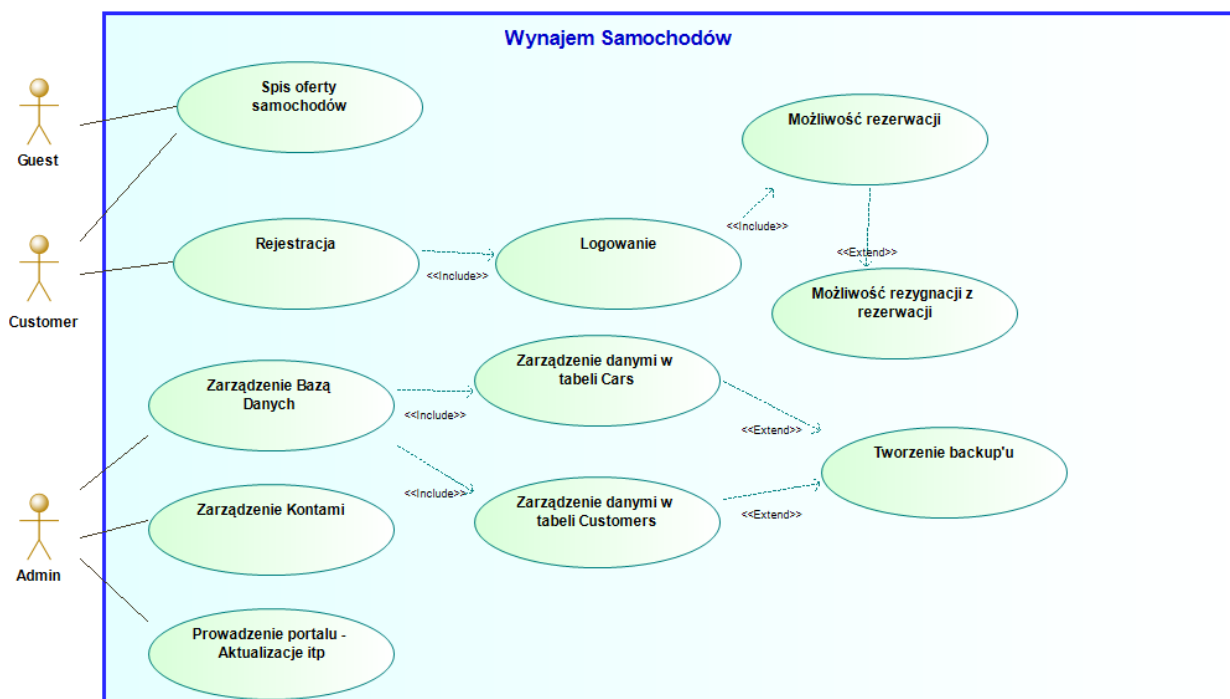 Wynajem Samochodów
Spis oferty
samochodów
Możliwość rezerwacji
Guest
<<Include>>
Rejestracja
Logowanie
<<Include>>
<<Extend>>
Możliwość rezygnacji z
rezerwacji
Customer
Zarządzenie Bazą
Danych
<<Include>>
Zarządzenie danymi w
tabeli Cars
<<Extend>>
Tworzenie backup'u
<<Include>>
Zarządzenie danymi w
tabeli Customers
<<Extend>>
Zarządzenie Kontami
Admin
Prowadzenie portalu -
Aktualizacje itp